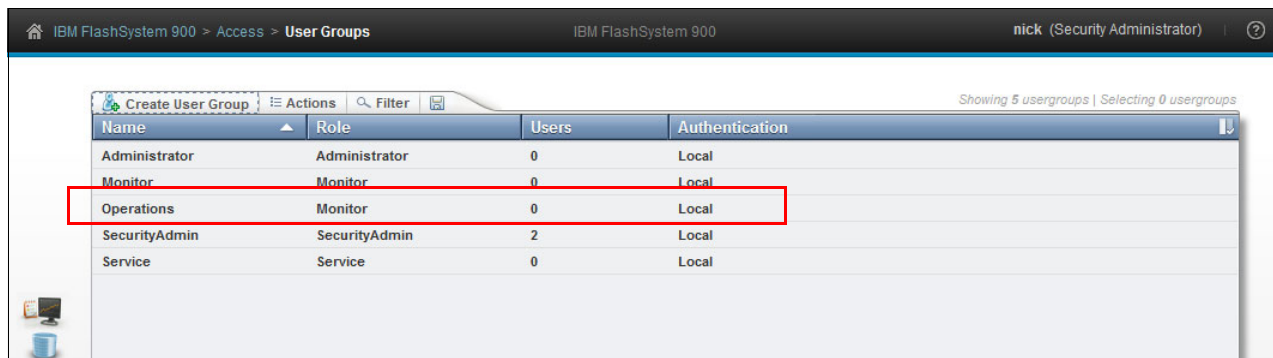 IBM FlashSystem 900 > Access > User Groups IBM FlashSystem 900 nick (Security Administrator) ?
Create User Group Actions Filter Showing 5 usergroups | Selecting 0 usergroups
Name Role Users Authentication
Administrator Administrator 0 Local
Monitor Monitor 0 Local
Operations Monitor 0 Local
SecurityAdmin SecurityAdmin 2 Local
Service Service 0 Local